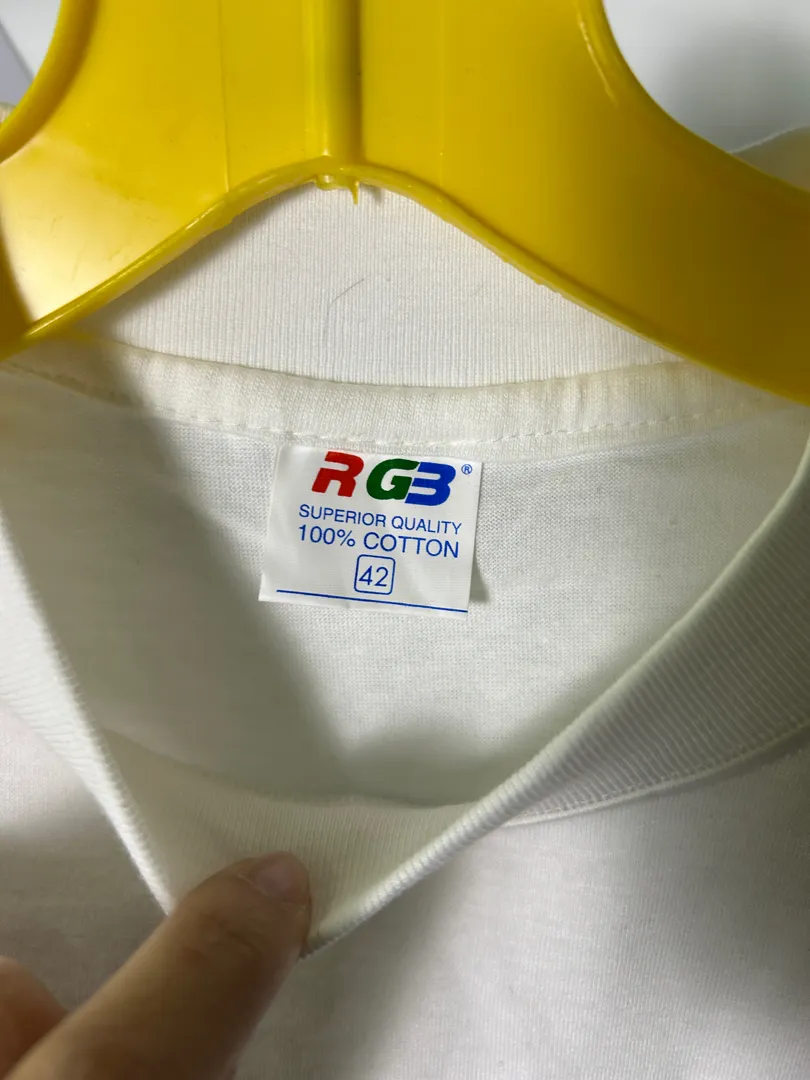 RGB®
SUPERIOR QUALITY
100% COTTON
42